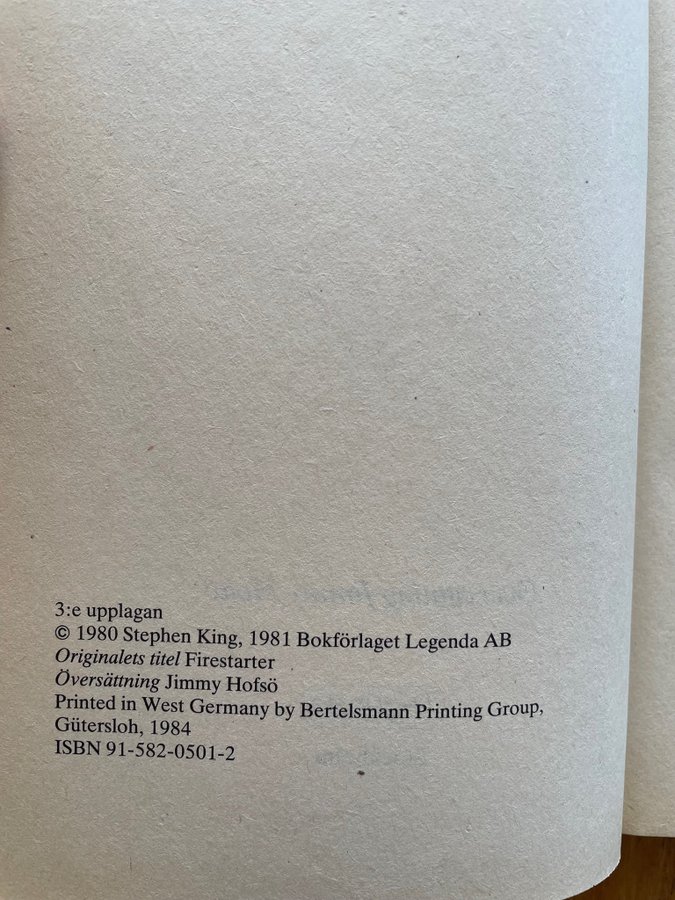 3:e upplagan
© 1980 Stephen King, 1981 Bokförlaget Legenda AB
Originalets titel Firestarter
Översättning Jimmy Hofsö
Printed in West Germany by Bertelsmann Printing Group,
Gütersloh, 1984
ISBN 91-582-0501-2